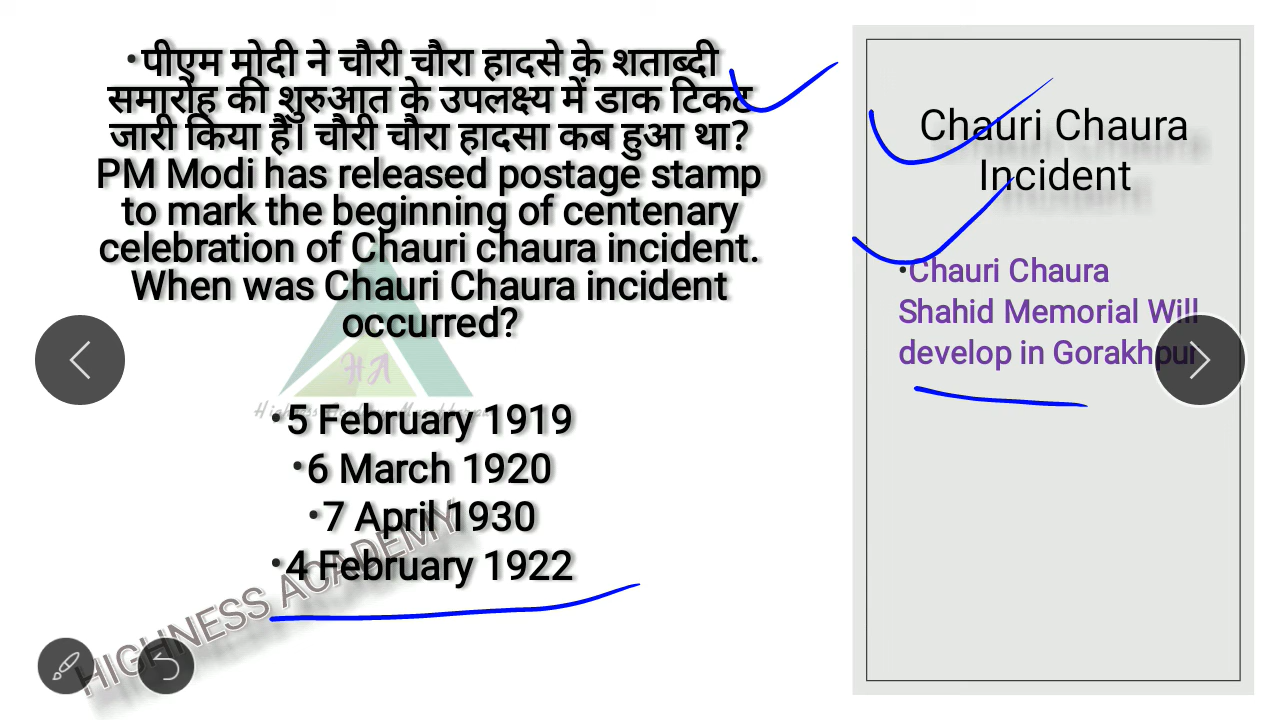 •पीएम मोदी ने चौरी चौरा हादसे के शताब्दी
समारोह की शुरुआत के उपलक्ष्य में डाक टिकट
जारी किया है। चौरी चौरा हादसा कब हुआ था?
PM Modi has released postage stamp
to mark the beginning of centenary
celebration of Chauri chaura incident.
When was Chauri Chaura incident
occurred?
HA
•5 February 1919
•6 March 1920
•7 April 1930
•4 February 1922
HIGHNESS ACADEMY
Chauri Chaura
Incident
•Chauri Chaura
Shahid Memorial Will
develop in Gorakhpur